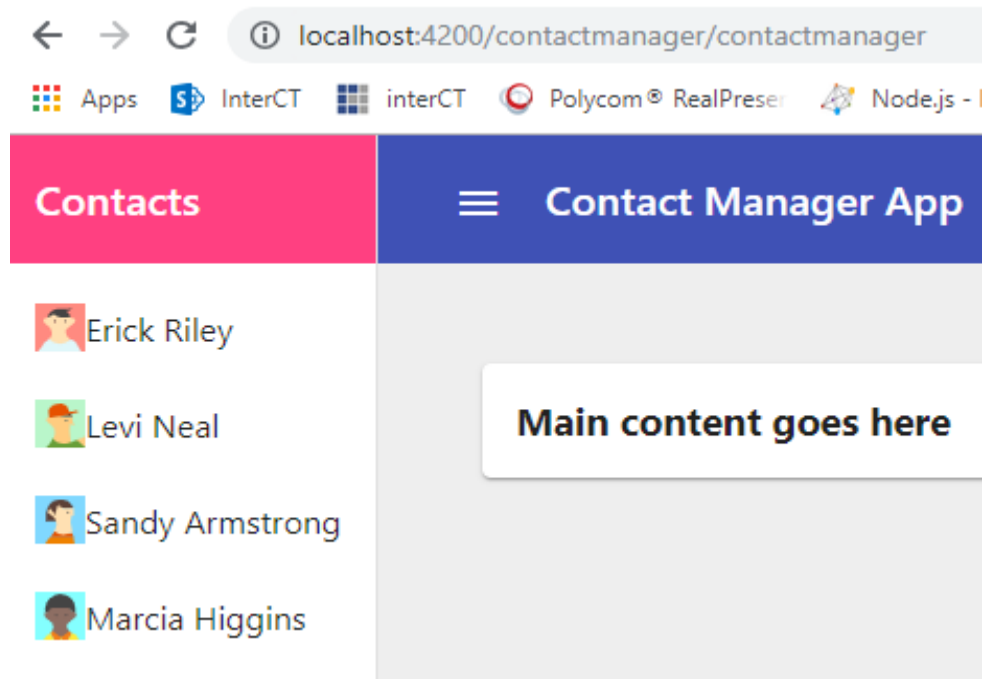 localhost:4200/contactmanager/contactmanager
Apps InterCT interCT Polycom® RealPreser Node.js -
Contacts
Contact Manager App
Erick Riley
Levi Neal
Sandy Armstrong
Marcia Higgins
Main content goes here